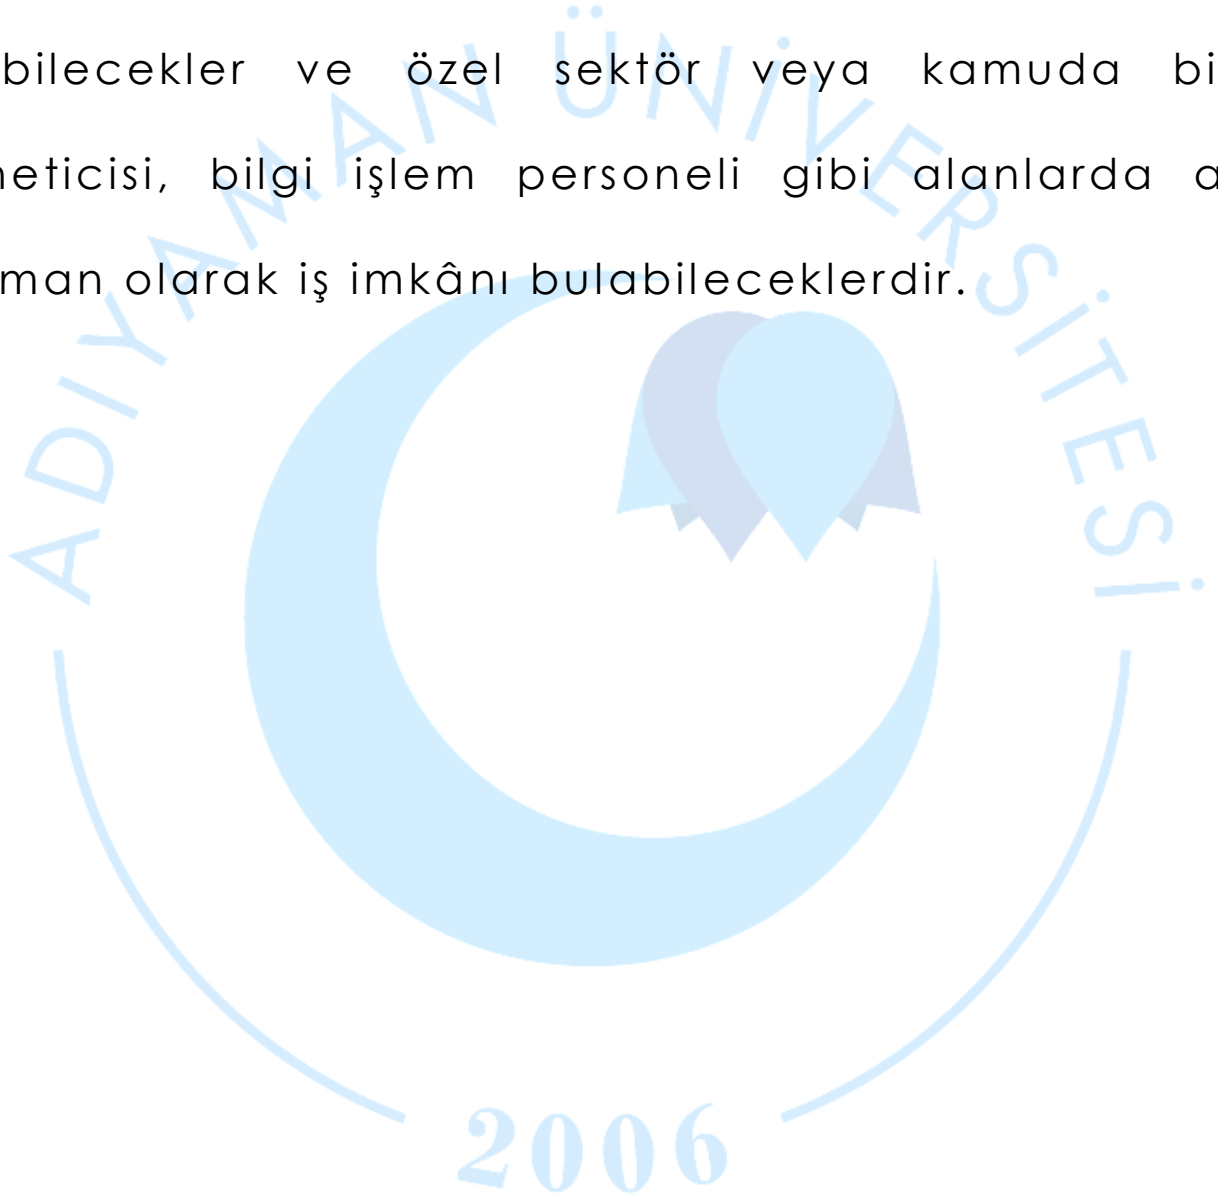 bilecekler ve özel sektör veya kamuda bi
neticisi, bilgi işlem personeli gibi alanlarda a
man olarak iş imkânı bulabileceklerdir.
ADIYAMAN ÜNİVERSİTESİ
2006